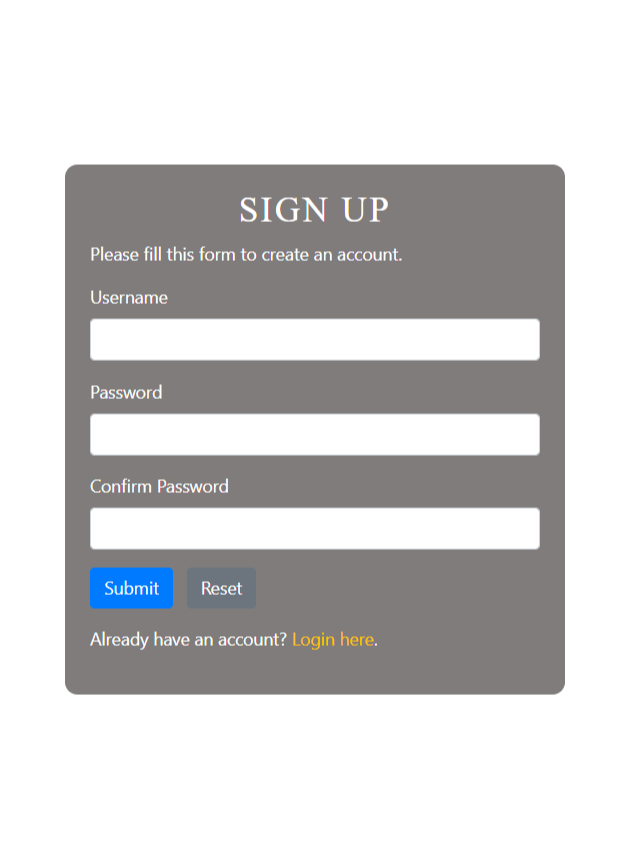 SIGN UP
Please fill this form to create an account.
Username
Password
Confirm Password
Submit Reset
Already have an account? Login here.